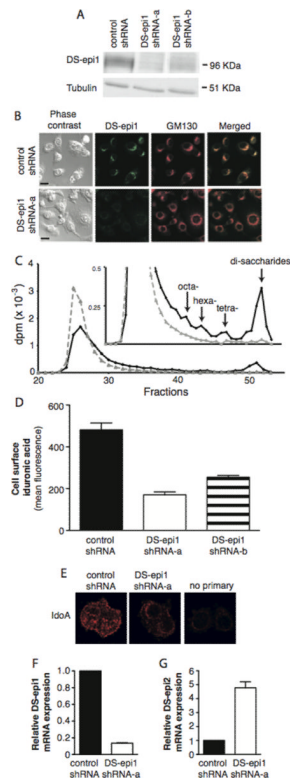 A
control
shRNA
DS-epi1
shRNA-a
DS-epi1
shRNA-b
DS-epi1
- 96 KDa
Tubulin
- 51 KDa
B
Phase
contrast
DS-epi1
GM130
Merged
control
shRNA
DS-epi1
shRNA-a
C
dpm (x 10⁻³)
5
4
3
2
1
0
0.5
0.25
octa-
hexa-
tetra-
di-saccharides
20
30
40
50
Fractions
D
Cell surface
iduronic acid
(mean fluorescence)
600
400
200
0
control
shRNA
DS-epi1
shRNA-a
DS-epi1
shRNA-b
E
control
shRNA
DS-epi1
shRNA-a
no primary
IdoA
F
Relative DS-epi1
mRNA expression
1.0
0.8
0.6
0.4
0.2
0
control
shRNA
DS-epi1
shRNA-a
G
Relative DS-epi2
mRNA expression
6
5
4
3
2
1
0
control
shRNA
DS-epi1
shRNA-a